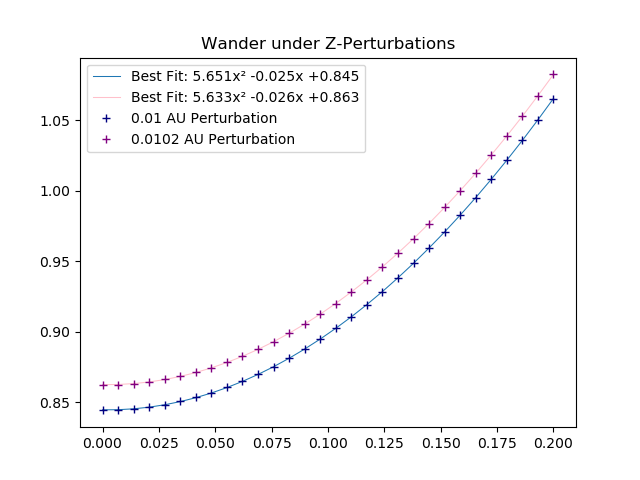 Wander under Z-Perturbations
Best Fit: 5.651x² -0.025x +0.845
Best Fit: 5.633x² -0.026x +0.863
0.01 AU Perturbation
0.0102 AU Perturbation
1.05
1.00
0.95
0.90
0.85
0.000 0.025 0.050 0.075 0.100 0.125 0.150 0.175 0.200